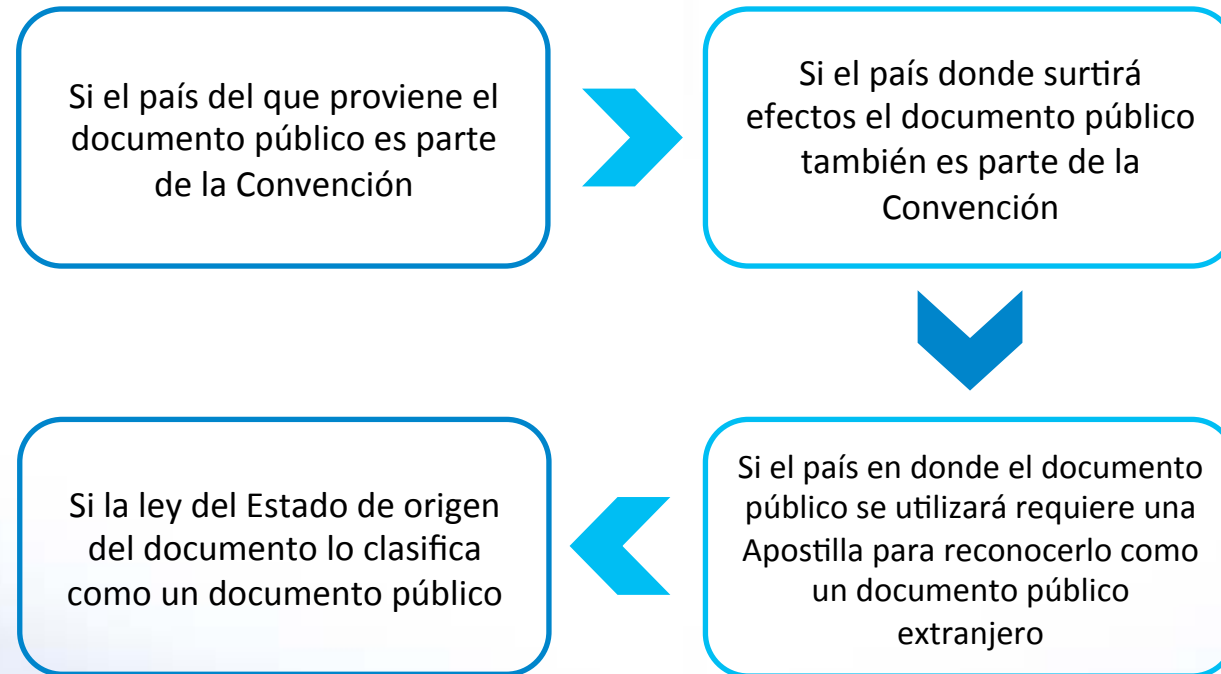 Si el país del que proviene el
documento público es parte
de la Convención
Si el país donde surtirá
efectos el documento público
también es parte de la
Convención
Si el país en donde el documento
público se utilizará requiere una
Apostilla para reconocerlo como
un documento público
extranjero
Si la ley del Estado de origen
del documento lo clasifica
como un documento público